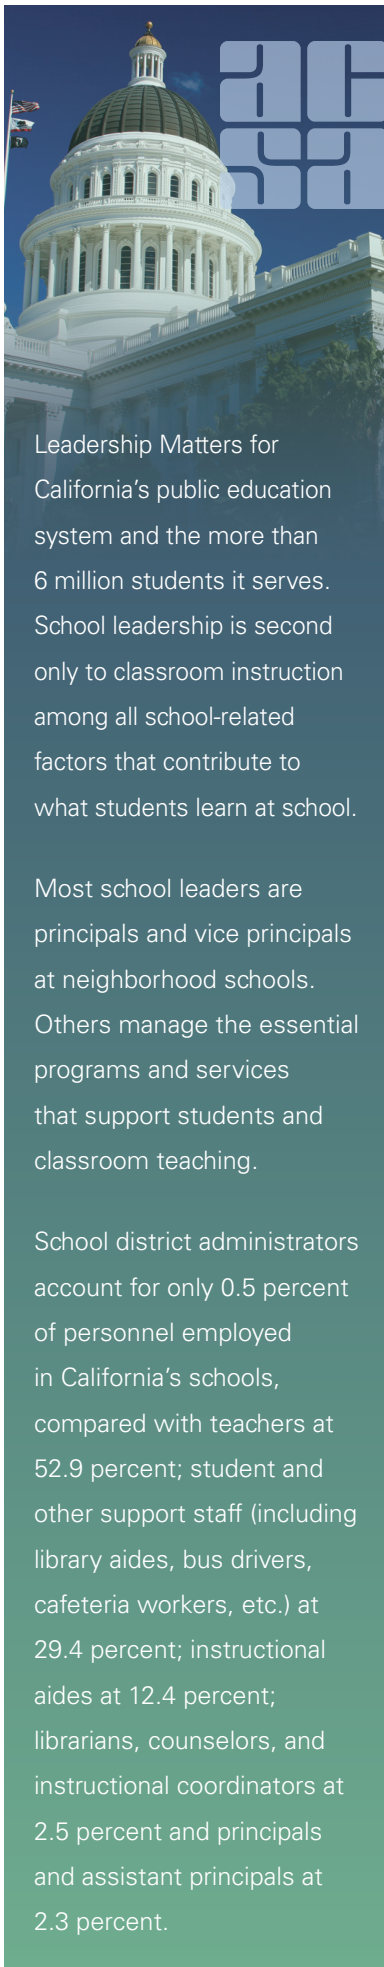 acsa
Leadership Matters for
California’s public education
system and the more than
6 million students it serves.
School leadership is second
only to classroom instruction
among all school-related
factors that contribute to
what students learn at school.
Most school leaders are
principals and vice principals
at neighborhood schools.
Others manage the essential
programs and services
that support students and
classroom teaching.
School district administrators
account for only 0.5 percent
of personnel employed
in California’s schools,
compared with teachers at
52.9 percent; student and
other support staff (including
library aides, bus drivers,
cafeteria workers, etc.) at
29.4 percent; instructional
aides at 12.4 percent;
librarians, counselors, and
instructional coordinators at
2.5 percent and principals
and assistant principals at
2.3 percent.